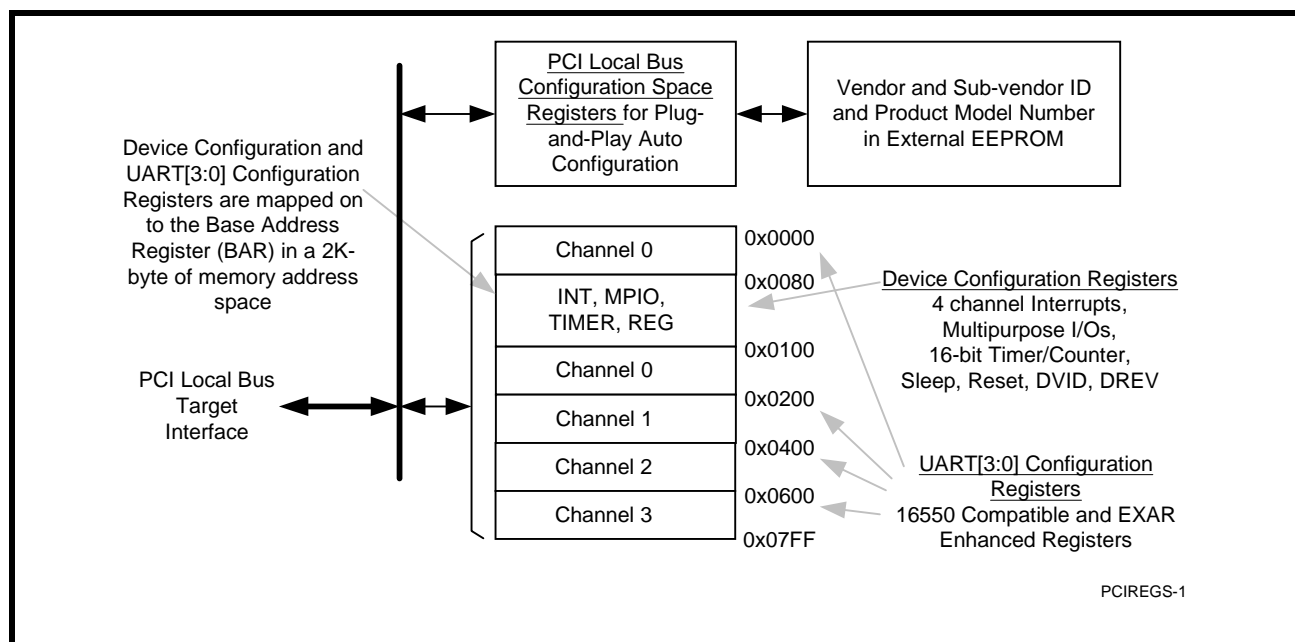 PCI Local Bus
Configuration Space
Registers for Plug-
and-Play Auto
Configuration
Vendor and Sub-vendor ID
and Product Model Number
in External EEPROM
Device Configuration and
UART[3:0] Configuration
Registers are mapped on
to the Base Address
Register (BAR) in a 2K-
byte of memory address
space
PCI Local Bus
Target
Interface
Channel 0
INT, MPIO,
TIMER, REG
Channel 0
Channel 1
Channel 2
Channel 3
0x0000
0x0080
0x0100
0x0200
0x0400
0x0600
0x07FF
Device Configuration Registers
4 channel Interrupts,
Multipurpose I/Os,
16-bit Timer/Counter,
Sleep, Reset, DVID, DREV
UART[3:0] Configuration
Registers
16550 Compatible and EXAR
Enhanced Registers
PCIREGS-1